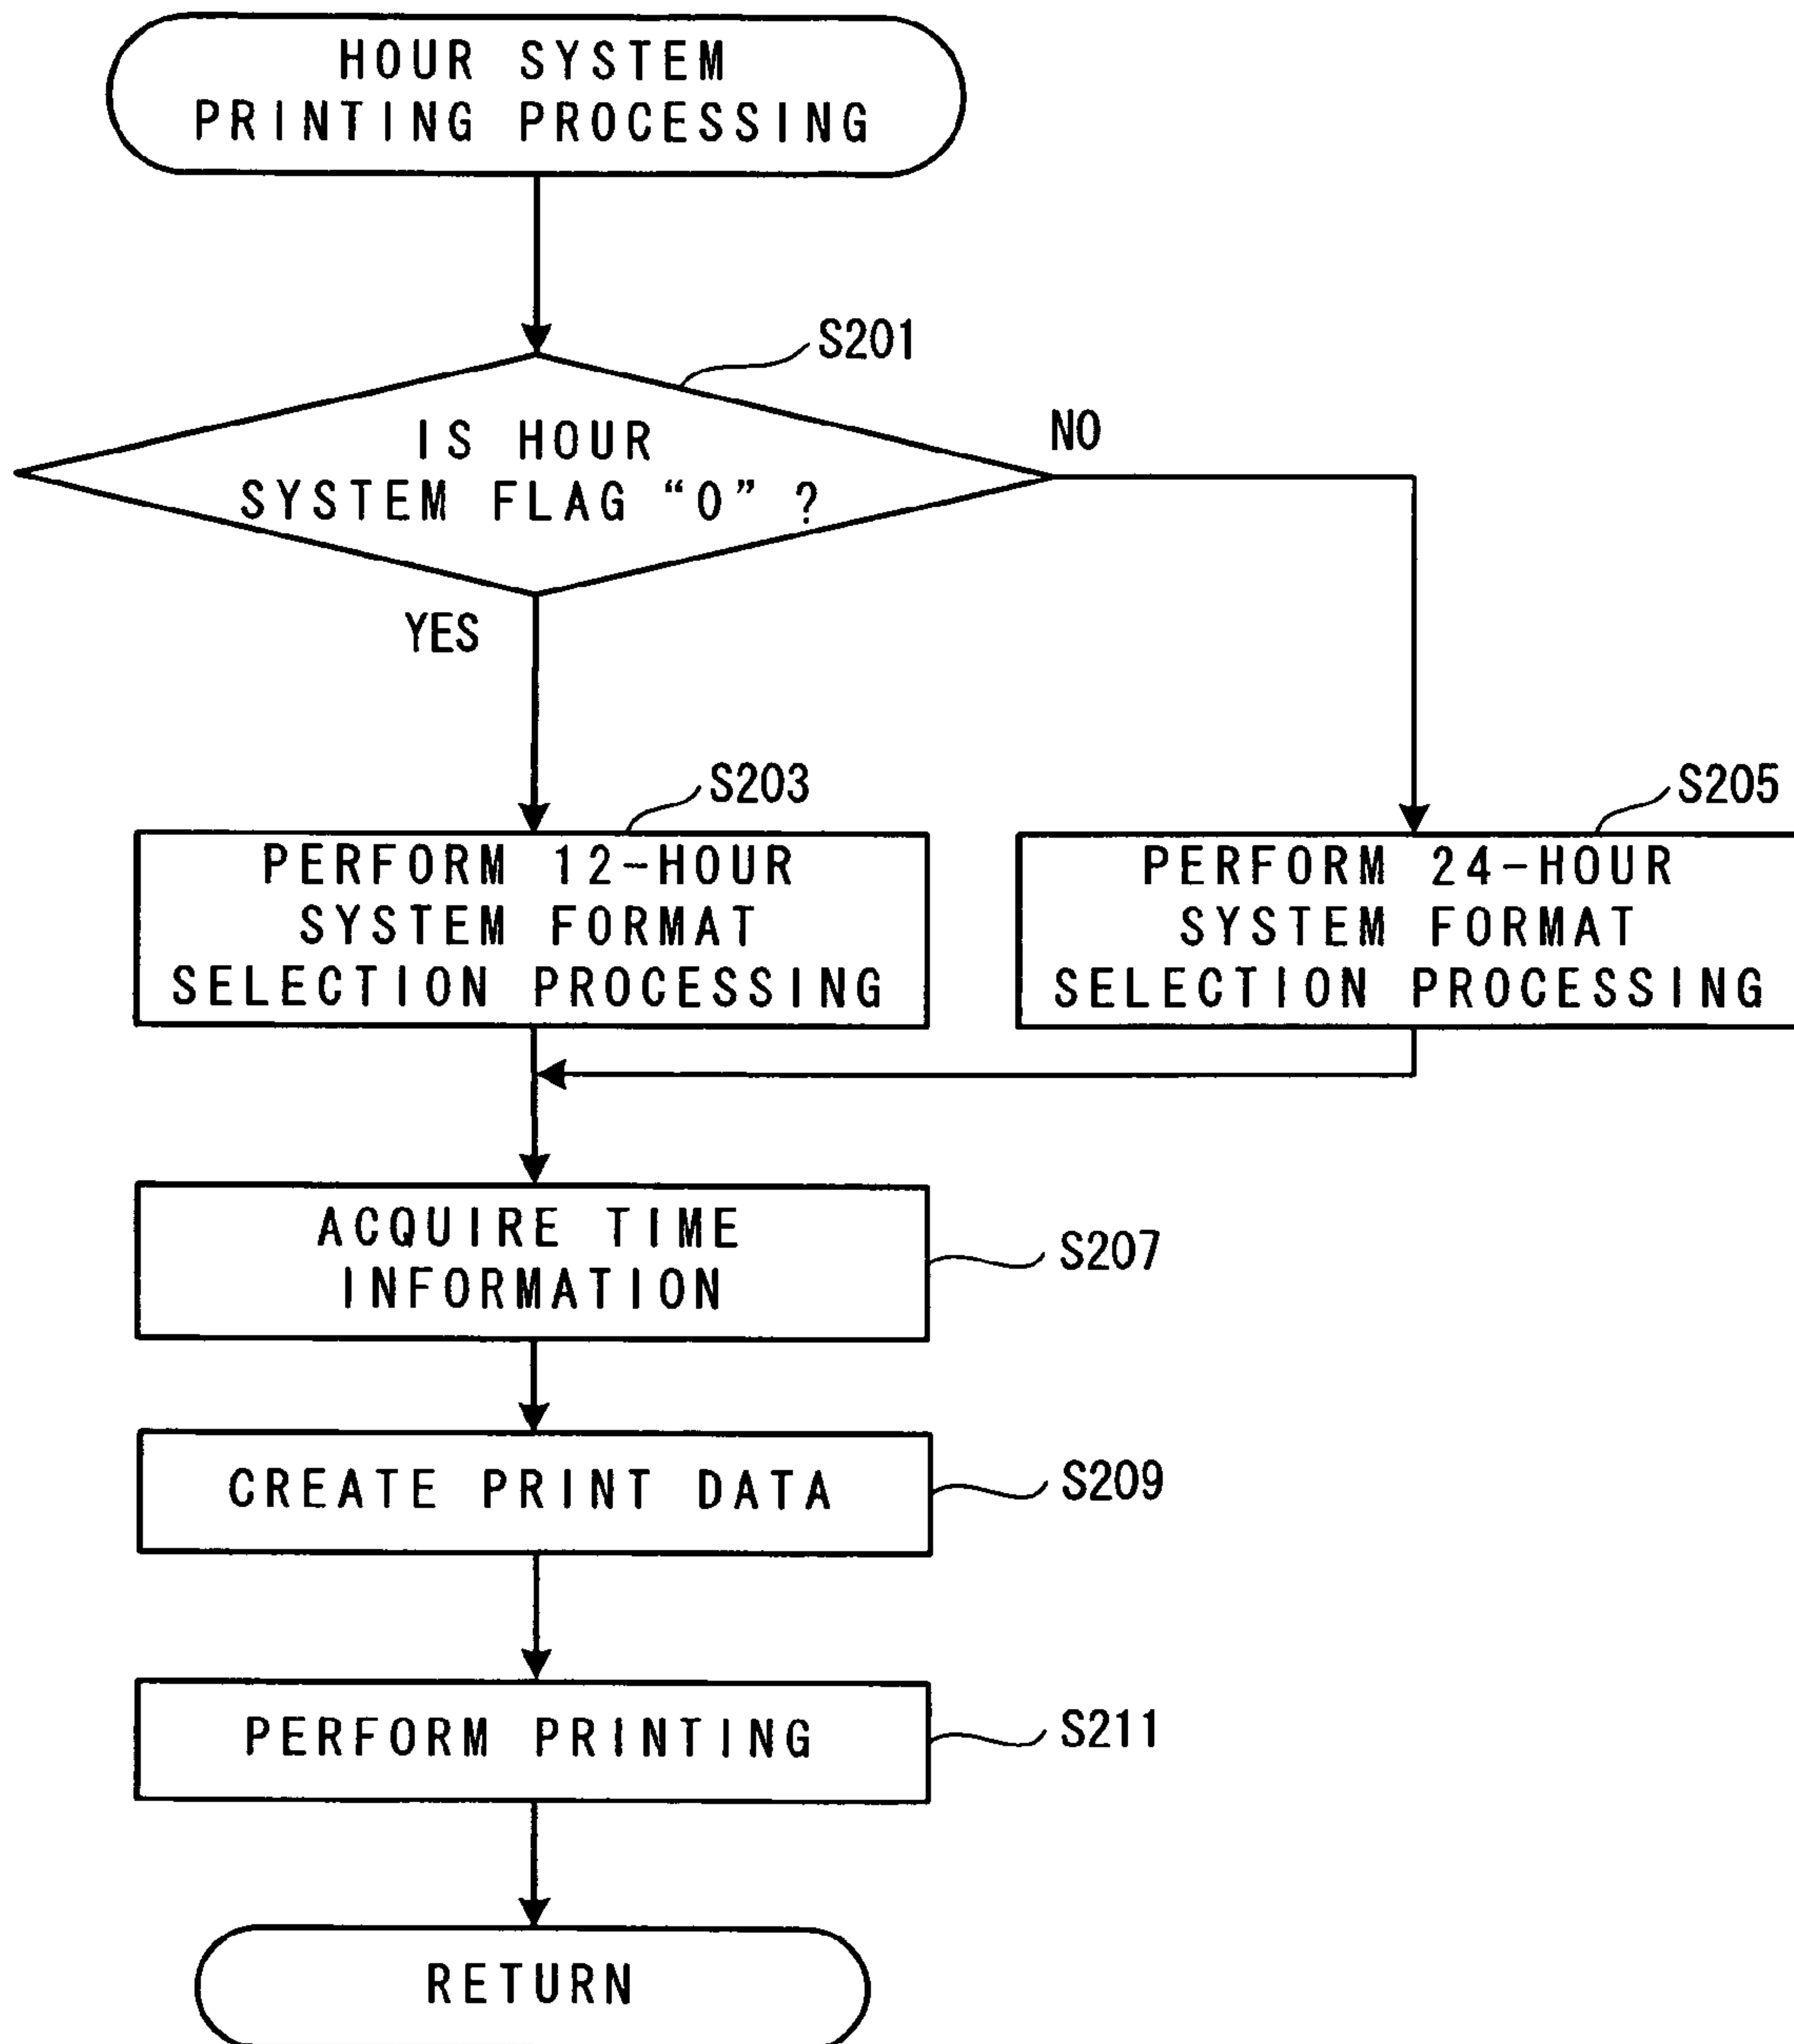 HOUR SYSTEM
PRINTING PROCESSING
S201
IS HOUR
SYSTEM FLAG “0” ?
NO
YES
S203
PERFORM 12-HOUR
SYSTEM FORMAT
SELECTION PROCESSING
S205
PERFORM 24-HOUR
SYSTEM FORMAT
SELECTION PROCESSING
ACQUIRE TIME
INFORMATION
S207
CREATE PRINT DATA
S209
PERFORM PRINTING
S211
RETURN